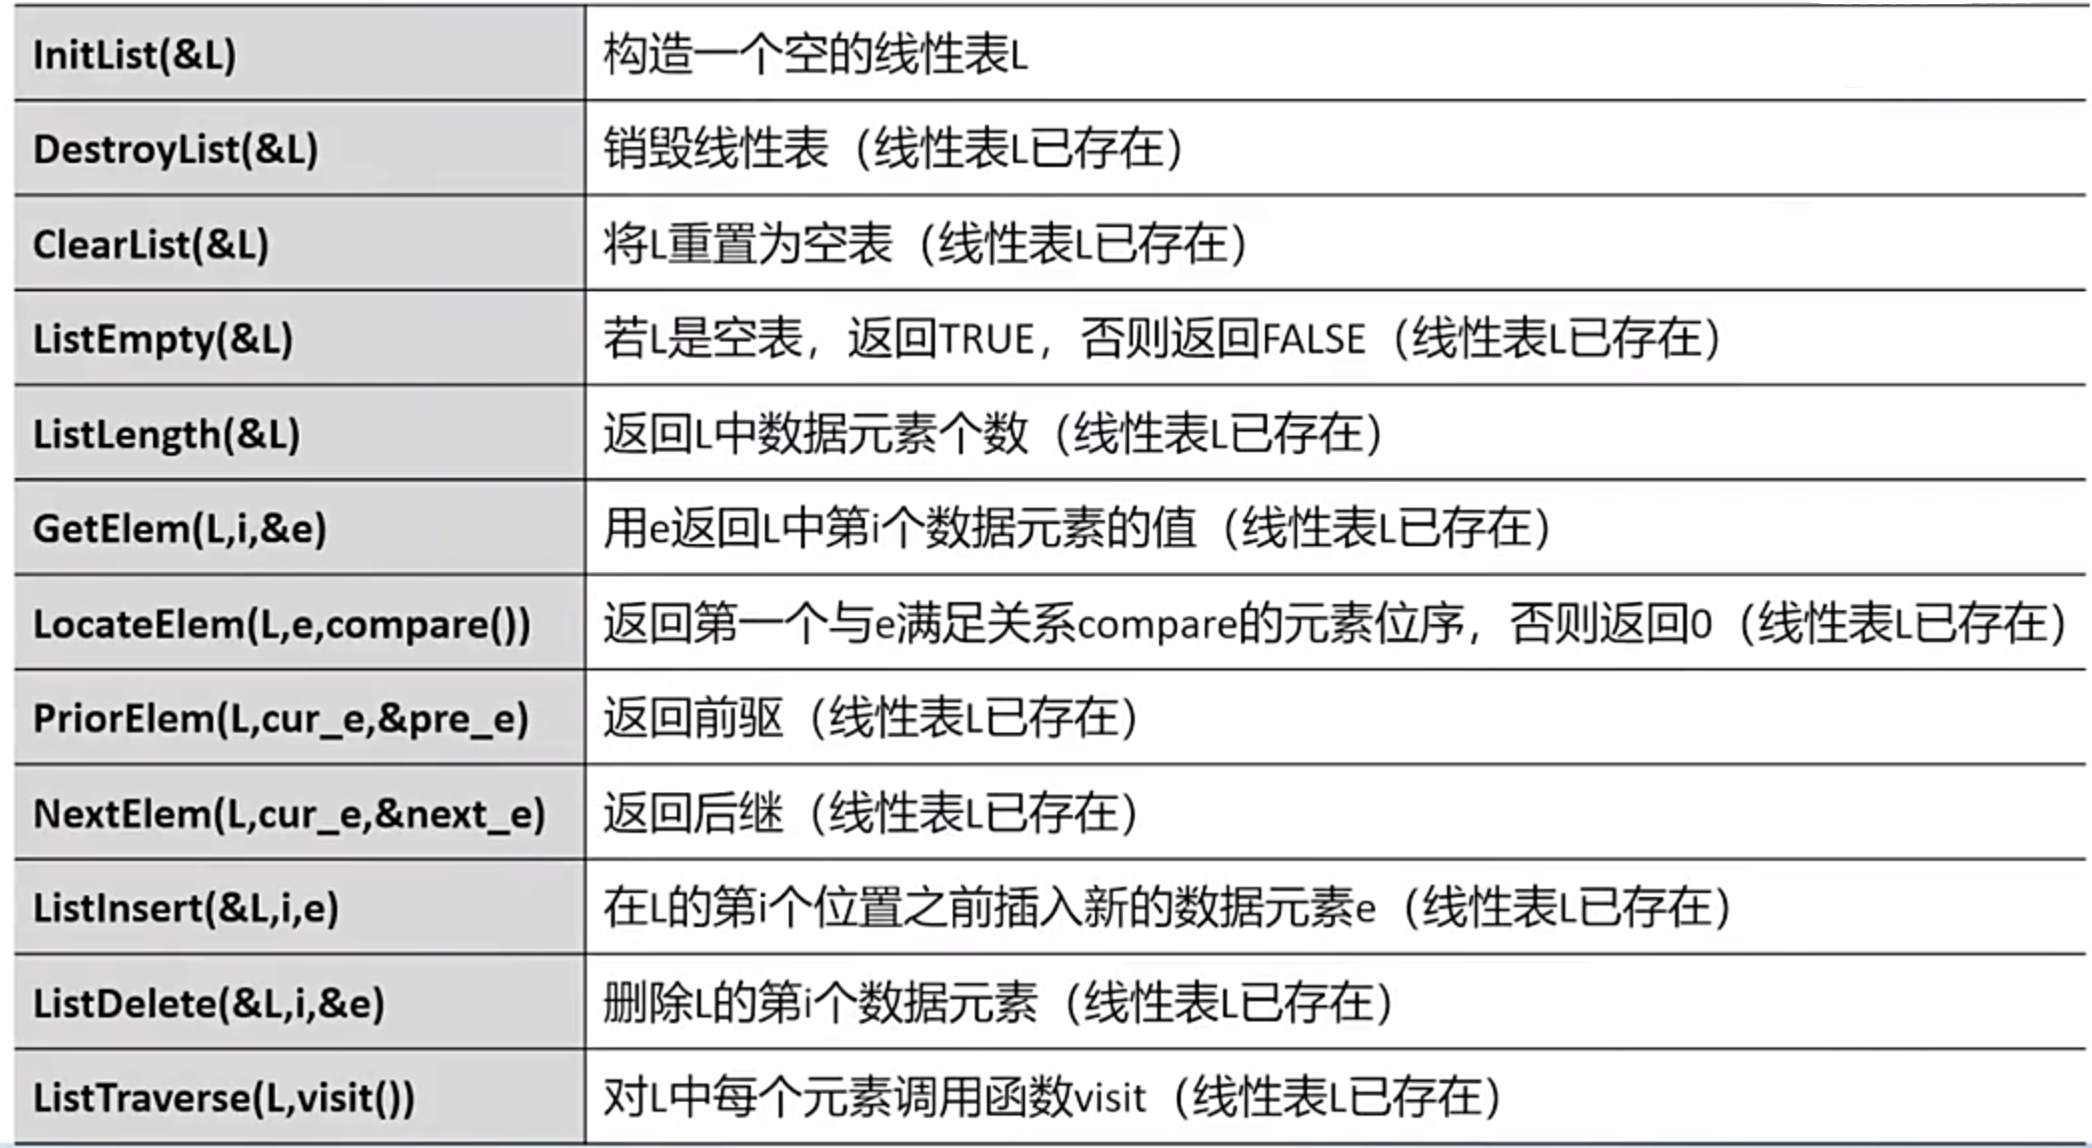 InitList(&L) 构造一个空的线性表L
DestroyList(&L) 销毁线性表（线性表L已存在）
ClearList(&L) 将L重置为空表（线性表L已存在）
ListEmpty(&L) 若L是空表，返回TRUE，否则返回FALSE（线性表L已存在）
ListLength(&L) 返回L中数据元素个数（线性表L已存在）
GetElem(L,i,&e) 用e返回L中第i个数据元素的值（线性表L已存在）
LocateElem(L,e,compare()) 返回第一个与e满足关系compare的元素位序，否则返回0（线性表L已存在）
PriorElem(L,cur_e,&pre_e) 返回前驱（线性表L已存在）
NextElem(L,cur_e,&next_e) 返回后继（线性表L已存在）
ListInsert(&L,i,e) 在L的第i个位置之前插入新的数据元素e（线性表L已存在）
ListDelete(&L,i,&e) 删除L的第i个数据元素（线性表L已存在）
ListTraverse(L,visit()) 对L中每个元素调用函数visit（线性表L已存在）